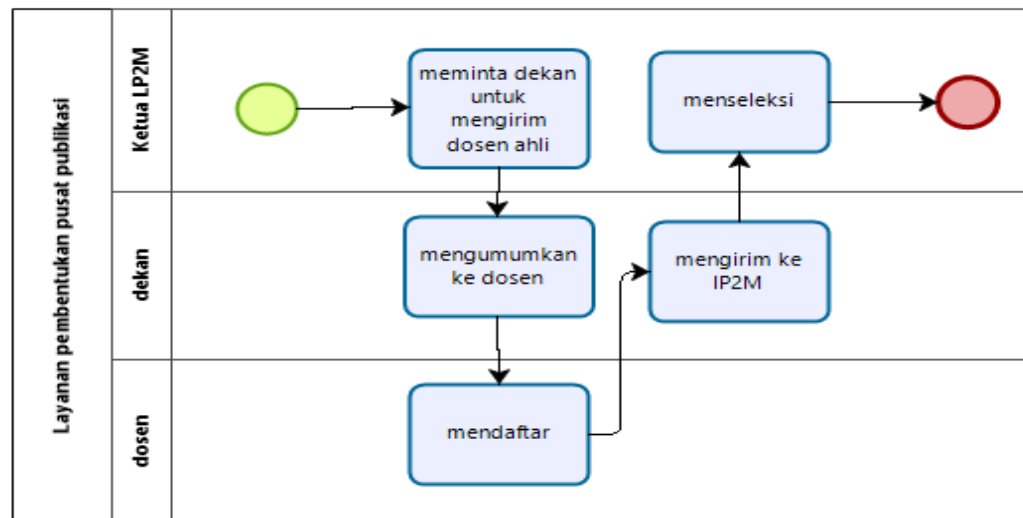 Layanan pembentukan pusat publikasi
Ketua LP2M
meminta dekan
untuk
mengirim
dosen ahli
menseleksi
dekan
mengumumkan
ke dosen
mengirim ke
IP2M
dosen
mendaftar